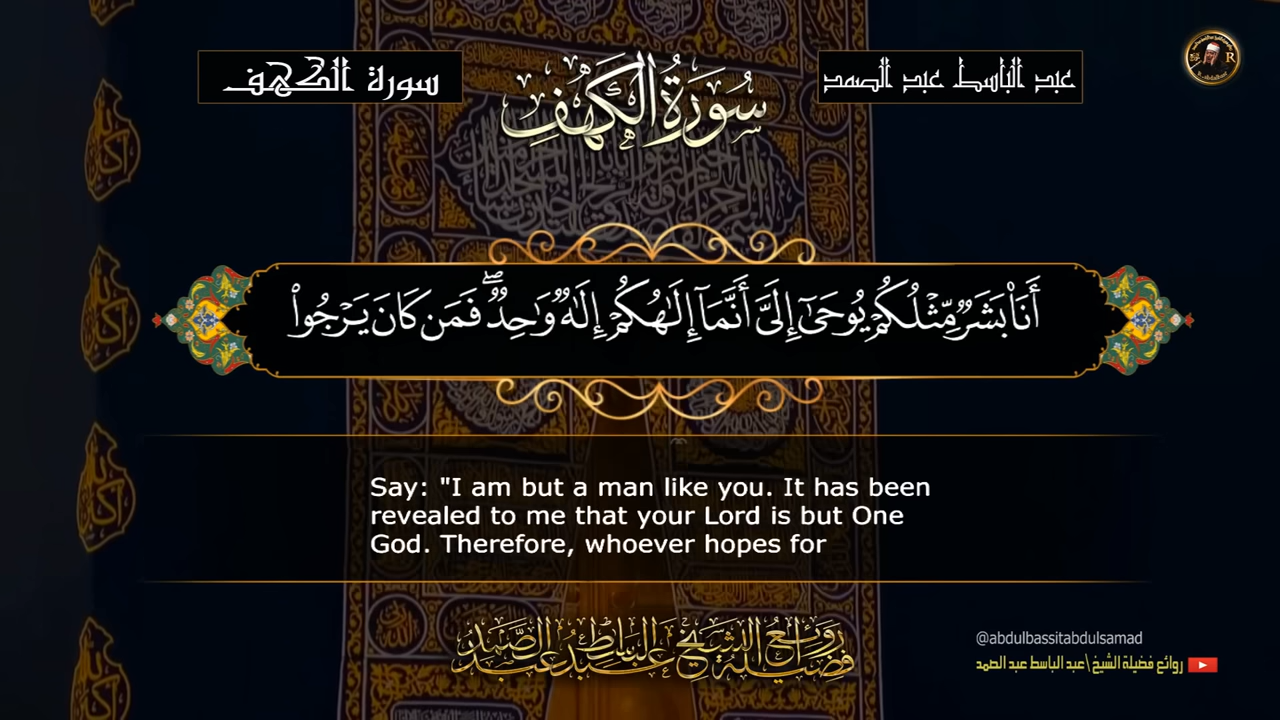 سورة الكهف
سُورَةُ الكَهْفِ
عبد الباسط عبد الصمد
R
أَنَا۠ بَشَرٌ مِّثْلُكُمْ يُوحَىٰٓ إِلَىَّ أَنَّمَآ إِلَٰهُكُمْ إِلَٰهٌ وَٰحِدٌ ۖ فَمَن كَانَ يَرْجُوا۟
Say: "I am but a man like you. It has been
revealed to me that your Lord is but One
God. Therefore, whoever hopes for
روائع فضيلة الشيخ عبد الباسط عبد الصمد
@abdulbassitabdulsamad
روائع فضيلة الشيخ \ عبد الباسط عبد الصمد